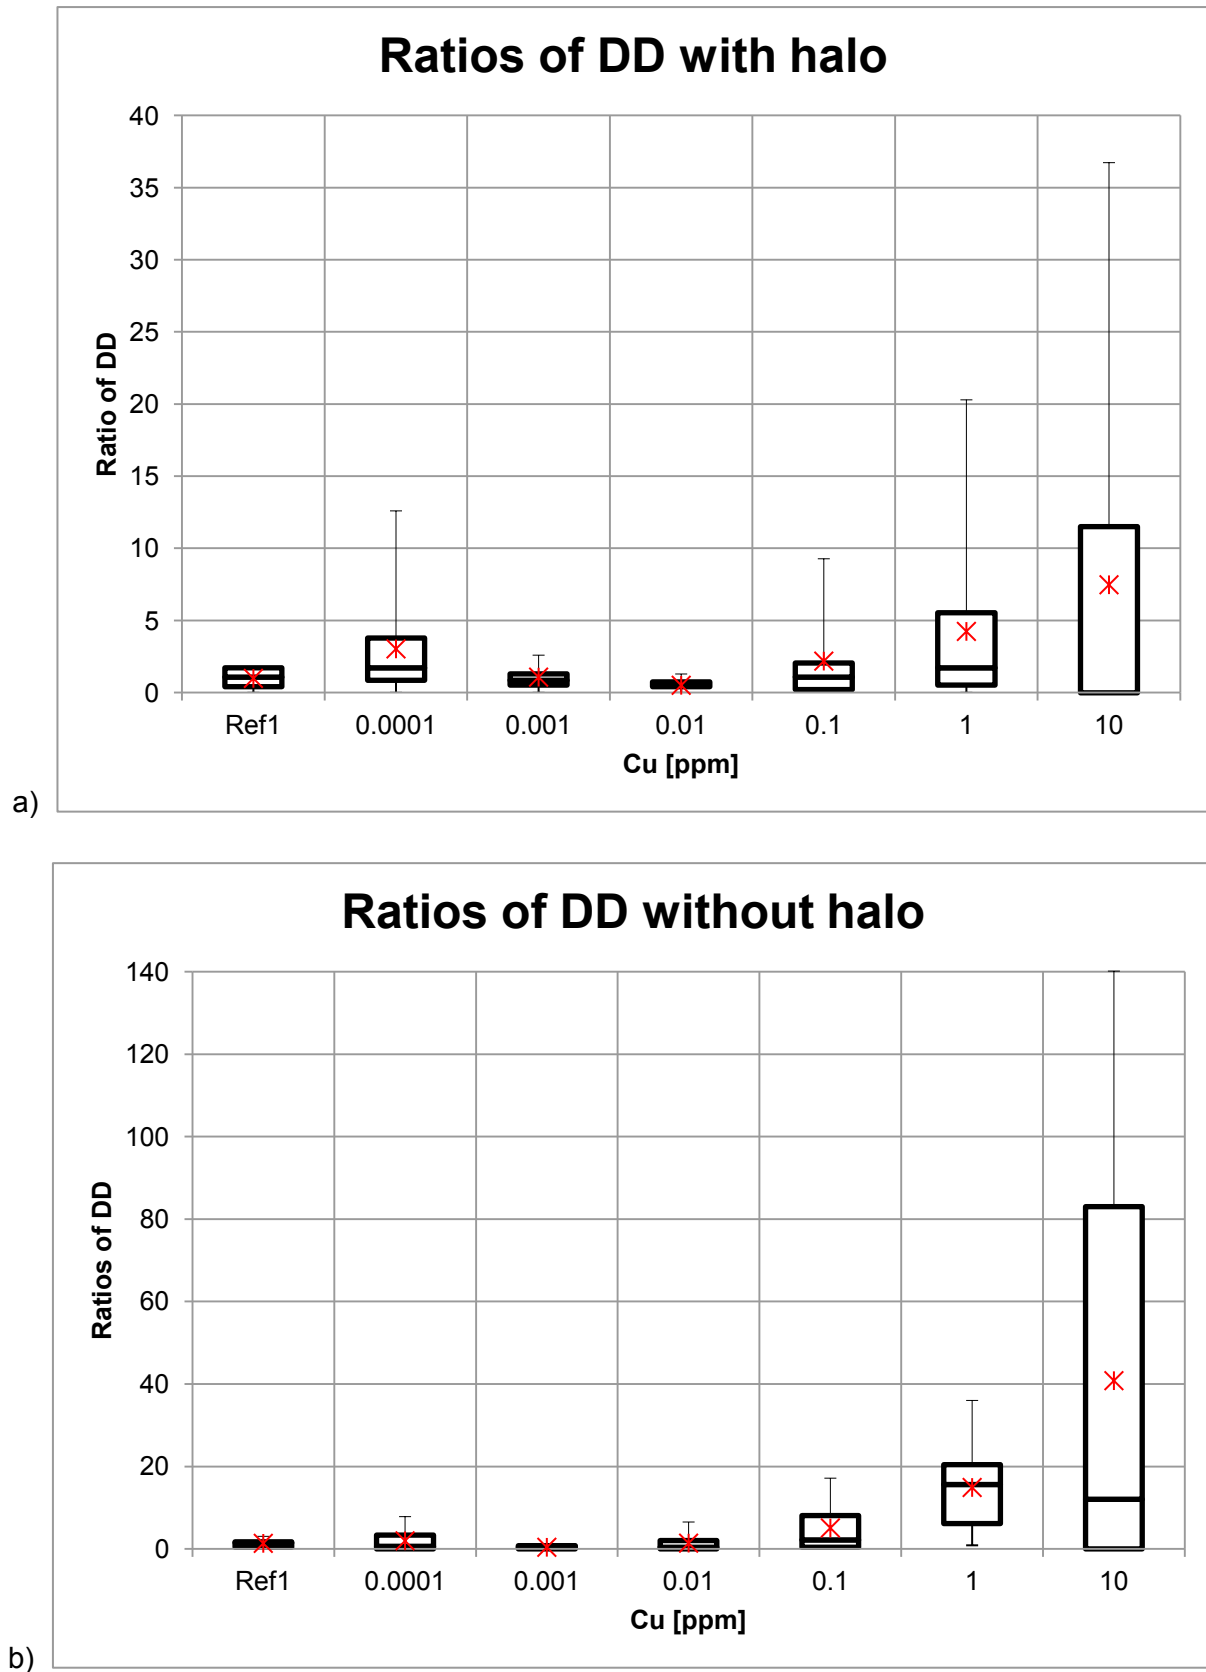 Ratios of DD with halo
40
35
30
25
20
15
10
5
0
Ratio of DD
Ref1 0.0001 0.001 0.01 0.1 1 10
Cu [ppm]
a)
Ratios of DD without halo
140
120
100
80
60
40
20
0
Ratios of DD
Ref1 0.0001 0.001 0.01 0.1 1 10
Cu [ppm]
b)